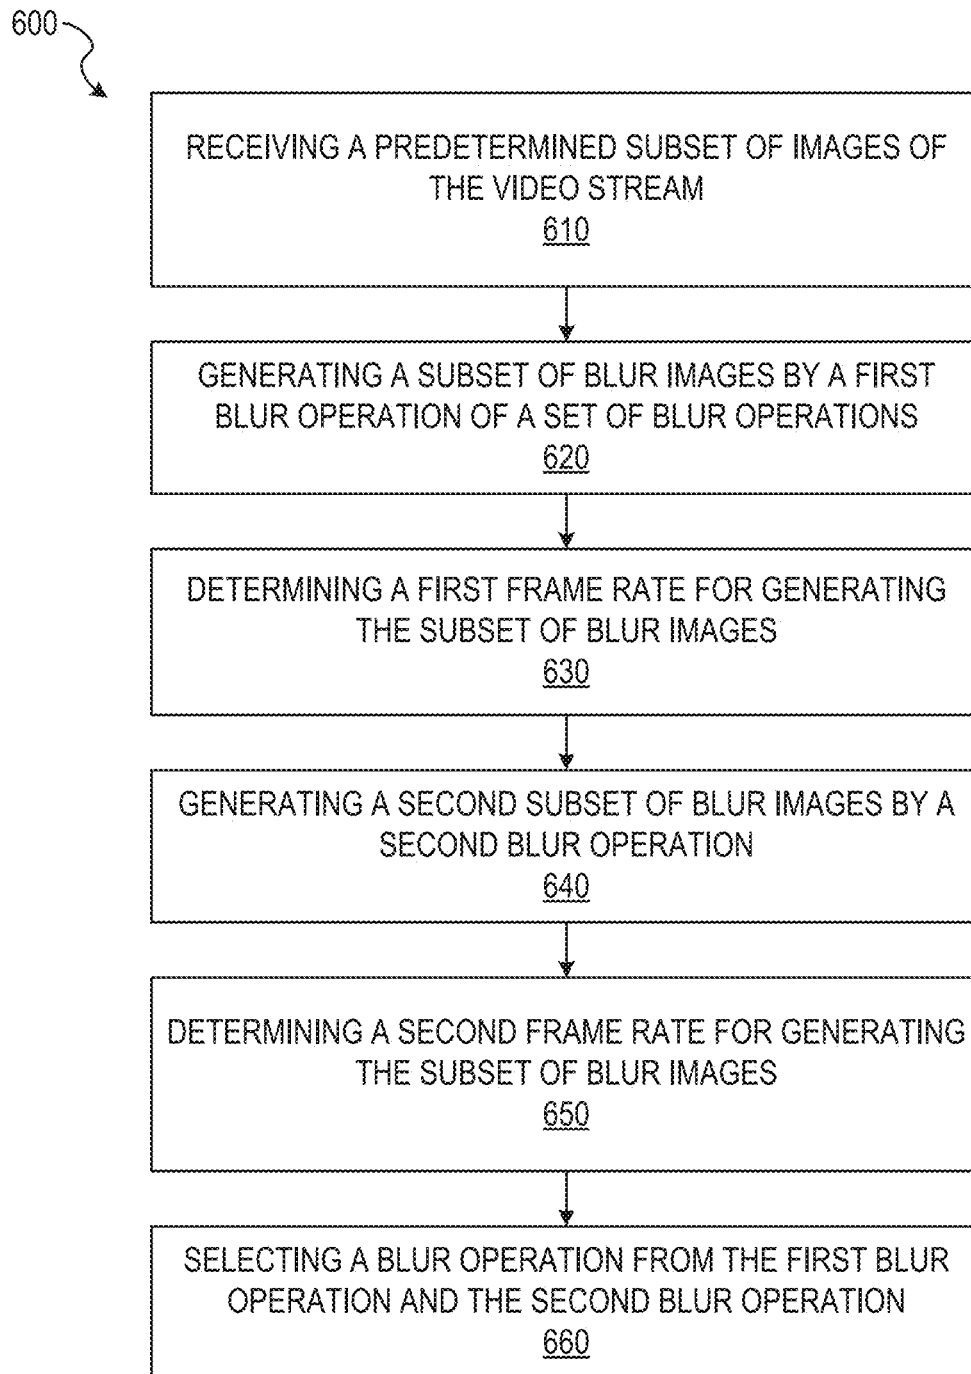 600
RECEIVING A PREDETERMINED SUBSET OF IMAGES OF
THE VIDEO STREAM
610
GENERATING A SUBSET OF BLUR IMAGES BY A FIRST
BLUR OPERATION OF A SET OF BLUR OPERATIONS
620
DETERMINING A FIRST FRAME RATE FOR GENERATING
THE SUBSET OF BLUR IMAGES
630
GENERATING A SECOND SUBSET OF BLUR IMAGES BY A
SECOND BLUR OPERATION
640
DETERMINING A SECOND FRAME RATE FOR GENERATING
THE SUBSET OF BLUR IMAGES
650
SELECTING A BLUR OPERATION FROM THE FIRST BLUR
OPERATION AND THE SECOND BLUR OPERATION
660